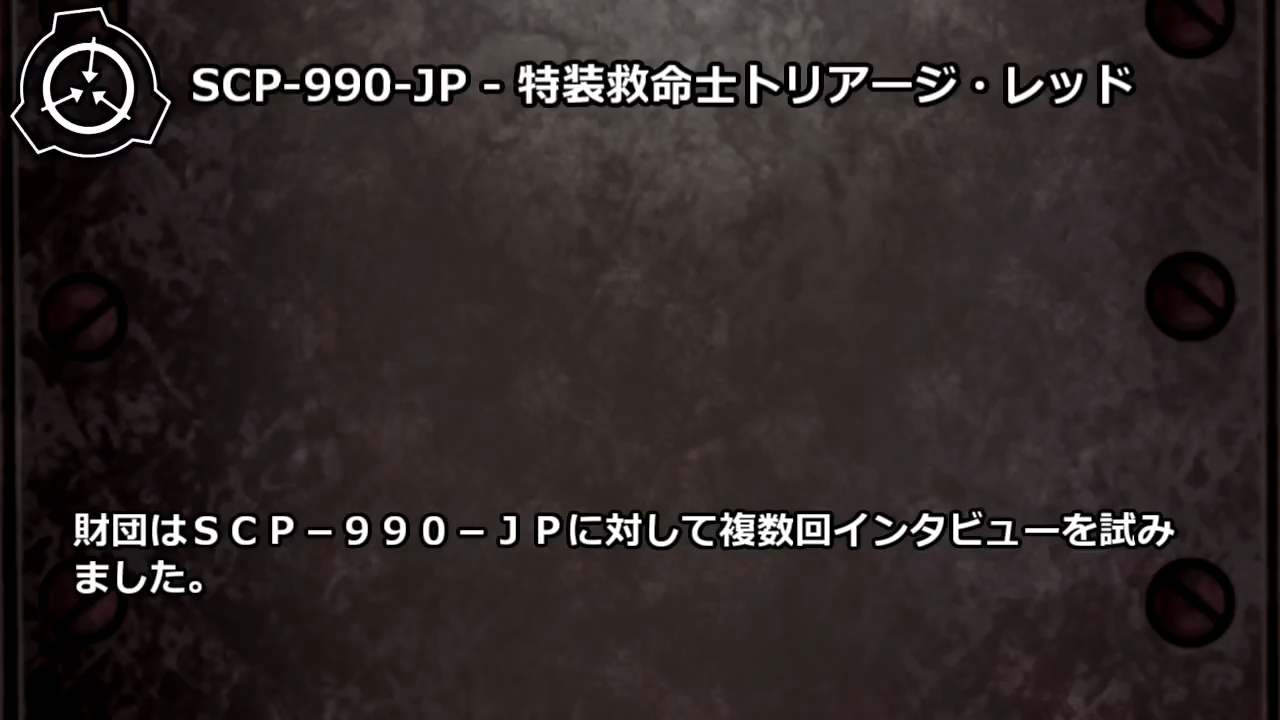 SCP-990-JP - 特装救命士トリアージ・レッド
財団はＳＣＰ－９９０－ＪＰに対して複数回インタビューを試み
ました。